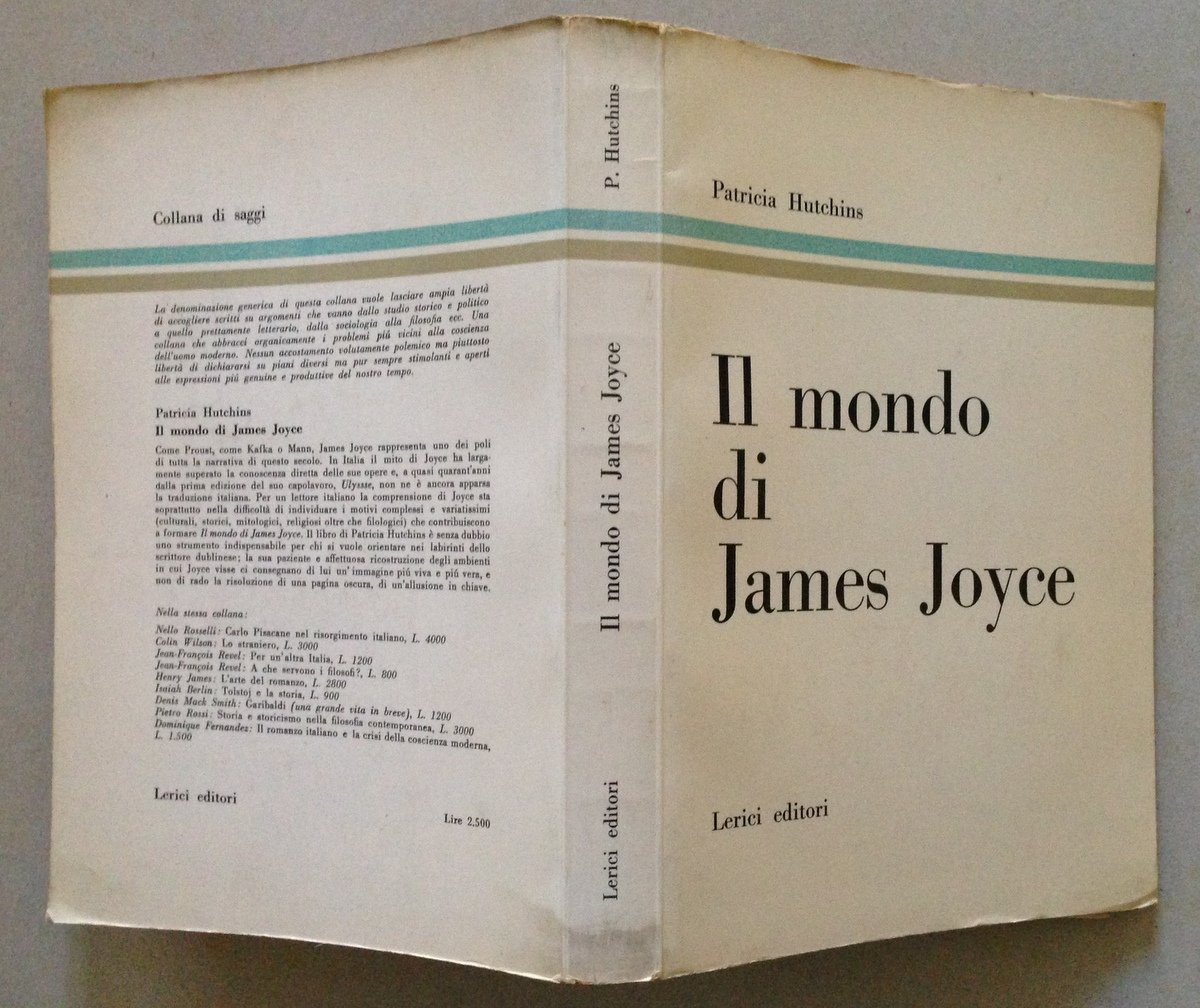 Collana di saggi
La denominazione generica di questa collana vuole lasciare ampia libertà
di accogliere scritti su argomenti che vanno dallo studio storico e politico
a quello prettamente letterario, dalla sociologia alla filosofia ecc. Una
collana che abbracci organicamente i problemi piú vicini alla coscienza
dell'uomo moderno. Nessun accostamento volutamente polemico ma piuttosto
libertà di dichiararsi su piani diversi ma pur sempre stimolanti e aperti
alle espressioni piú genuine e produttive del nostro tempo.
Patricia Hutchins
Il mondo di James Joyce
Come Proust, come Kafka o Mann, James Joyce rappresenta uno dei poli
di tutta la narrativa di questo secolo. In Italia il mito di Joyce ha larga-
mente superato la conoscenza diretta delle sue opere e, a quasi quarant'anni
dalla prima edizione del suo capolavoro, Ulysse, non ne è ancora apparsa
la traduzione italiana. Per un lettore italiano la comprensione di Joyce sta
soprattutto nella difficoltà di individuare i motivi complessi e variatissimi
(culturali, storici, mitologici, religiosi oltre che filologici) che contribuiscono
a formare Il mondo di James Joyce. Il libro di Patricia Hutchins è senza dubbio
uno strumento indispensabile per chi si vuole orientare nei labirinti dello
scrittore dublinese; la sua paziente e affettuosa ricostruzione degli ambienti
in cui Joyce visse ci consegnano di lui un'immagine piú viva e piú vera, e
non di rado la risoluzione di una pagina oscura, di un'allusione in chiave.
Nella stessa collana:
Nello Rosselli: Carlo Pisacane nel risorgimento italiano, L. 4000
Colin Wilson: Lo straniero, L. 3000
Jean-François Revel: Per un'altra Italia, L. 1200
Jean-François Revel: A che servono i filosofi?, L. 800
Henry James: L'arte del romanzo, L. 2800
Isaiah Berlin: Tolstoj e la storia, L. 900
Denis Mack Smith: Garibaldi (una grande vita in breve), L. 1200
Pietro Rossi: Storia e storicismo nella filosofia contemporanea, L. 3000
Dominique Fernandez: Il romanzo italiano e la crisi della coscienza moderna,
L. 1.500
Lerici editori
Lire 2.500
P. Hutchins
Il mondo di James Joyce
Lerici editori
Patricia Hutchins
Il mondo
di
James Joyce
Lerici editori